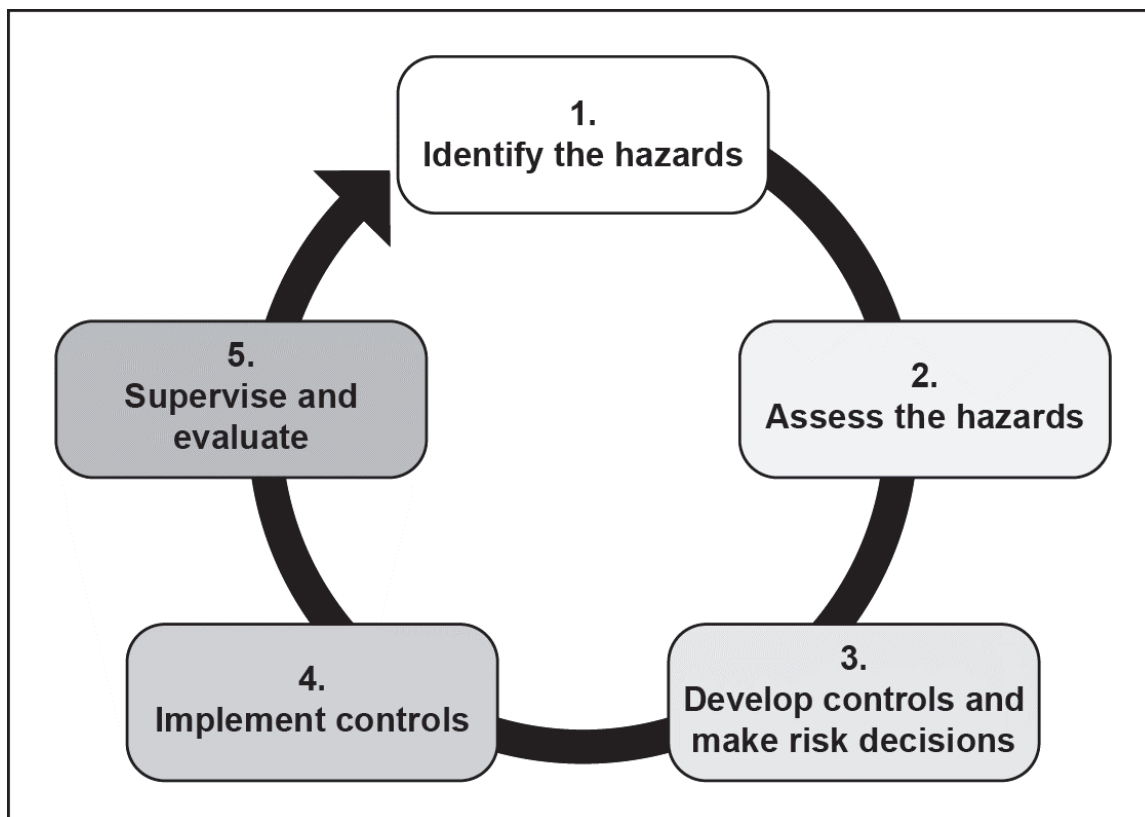 1.
Identify the hazards
2.
Assess the hazards
3.
Develop controls and
make risk decisions
4.
Implement controls
5.
Supervise and
evaluate